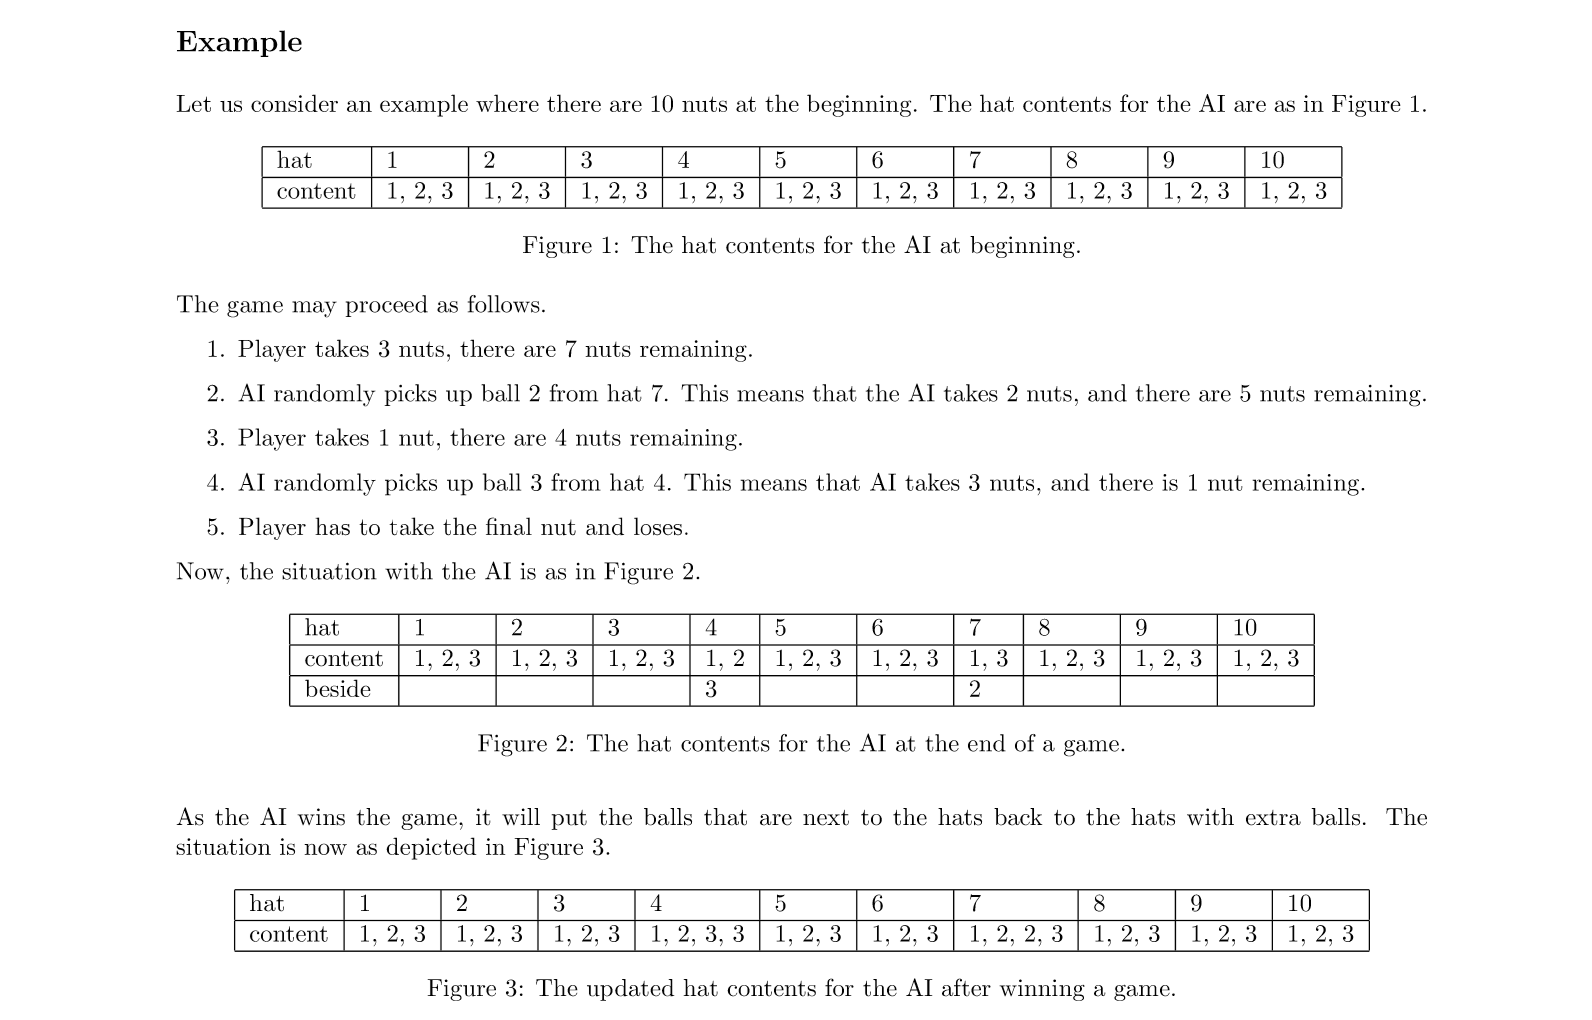 Example
Let us consider an example where there are 10 nuts at the beginning. The hat contents for the AI are as in Figure 1.
hat 1 2 3 4 5 6 7 8 9 10
content 1, 2, 3 1, 2, 3 1, 2, 3 1, 2, 3 1, 2, 3 1, 2, 3 1, 2, 3 1, 2, 3 1, 2, 3 1, 2, 3
Figure 1: The hat contents for the AI at beginning.
The game may proceed as follows.
1. Player takes 3 nuts, there are 7 nuts remaining.
2. AI randomly picks up ball 2 from hat 7. This means that the AI takes 2 nuts, and there are 5 nuts remaining.
3. Player takes 1 nut, there are 4 nuts remaining.
4. AI randomly picks up ball 3 from hat 4. This means that AI takes 3 nuts, and there is 1 nut remaining.
5. Player has to take the final nut and loses.
Now, the situation with the AI is as in Figure 2.
hat 1 2 3 4 5 6 7 8 9 10
content 1, 2, 3 1, 2, 3 1, 2, 3 1, 2 1, 2, 3 1, 2, 3 1, 3 1, 2, 3 1, 2, 3 1, 2, 3
beside 3 2
Figure 2: The hat contents for the AI at the end of a game.
As the AI wins the game, it will put the balls that are next to the hats back to the hats with extra balls. The
situation is now as depicted in Figure 3.
hat 1 2 3 4 5 6 7 8 9 10
content 1, 2, 3 1, 2, 3 1, 2, 3 1, 2, 3, 3 1, 2, 3 1, 2, 3 1, 2, 2, 3 1, 2, 3 1, 2, 3 1, 2, 3
Figure 3: The updated hat contents for the AI after winning a game.